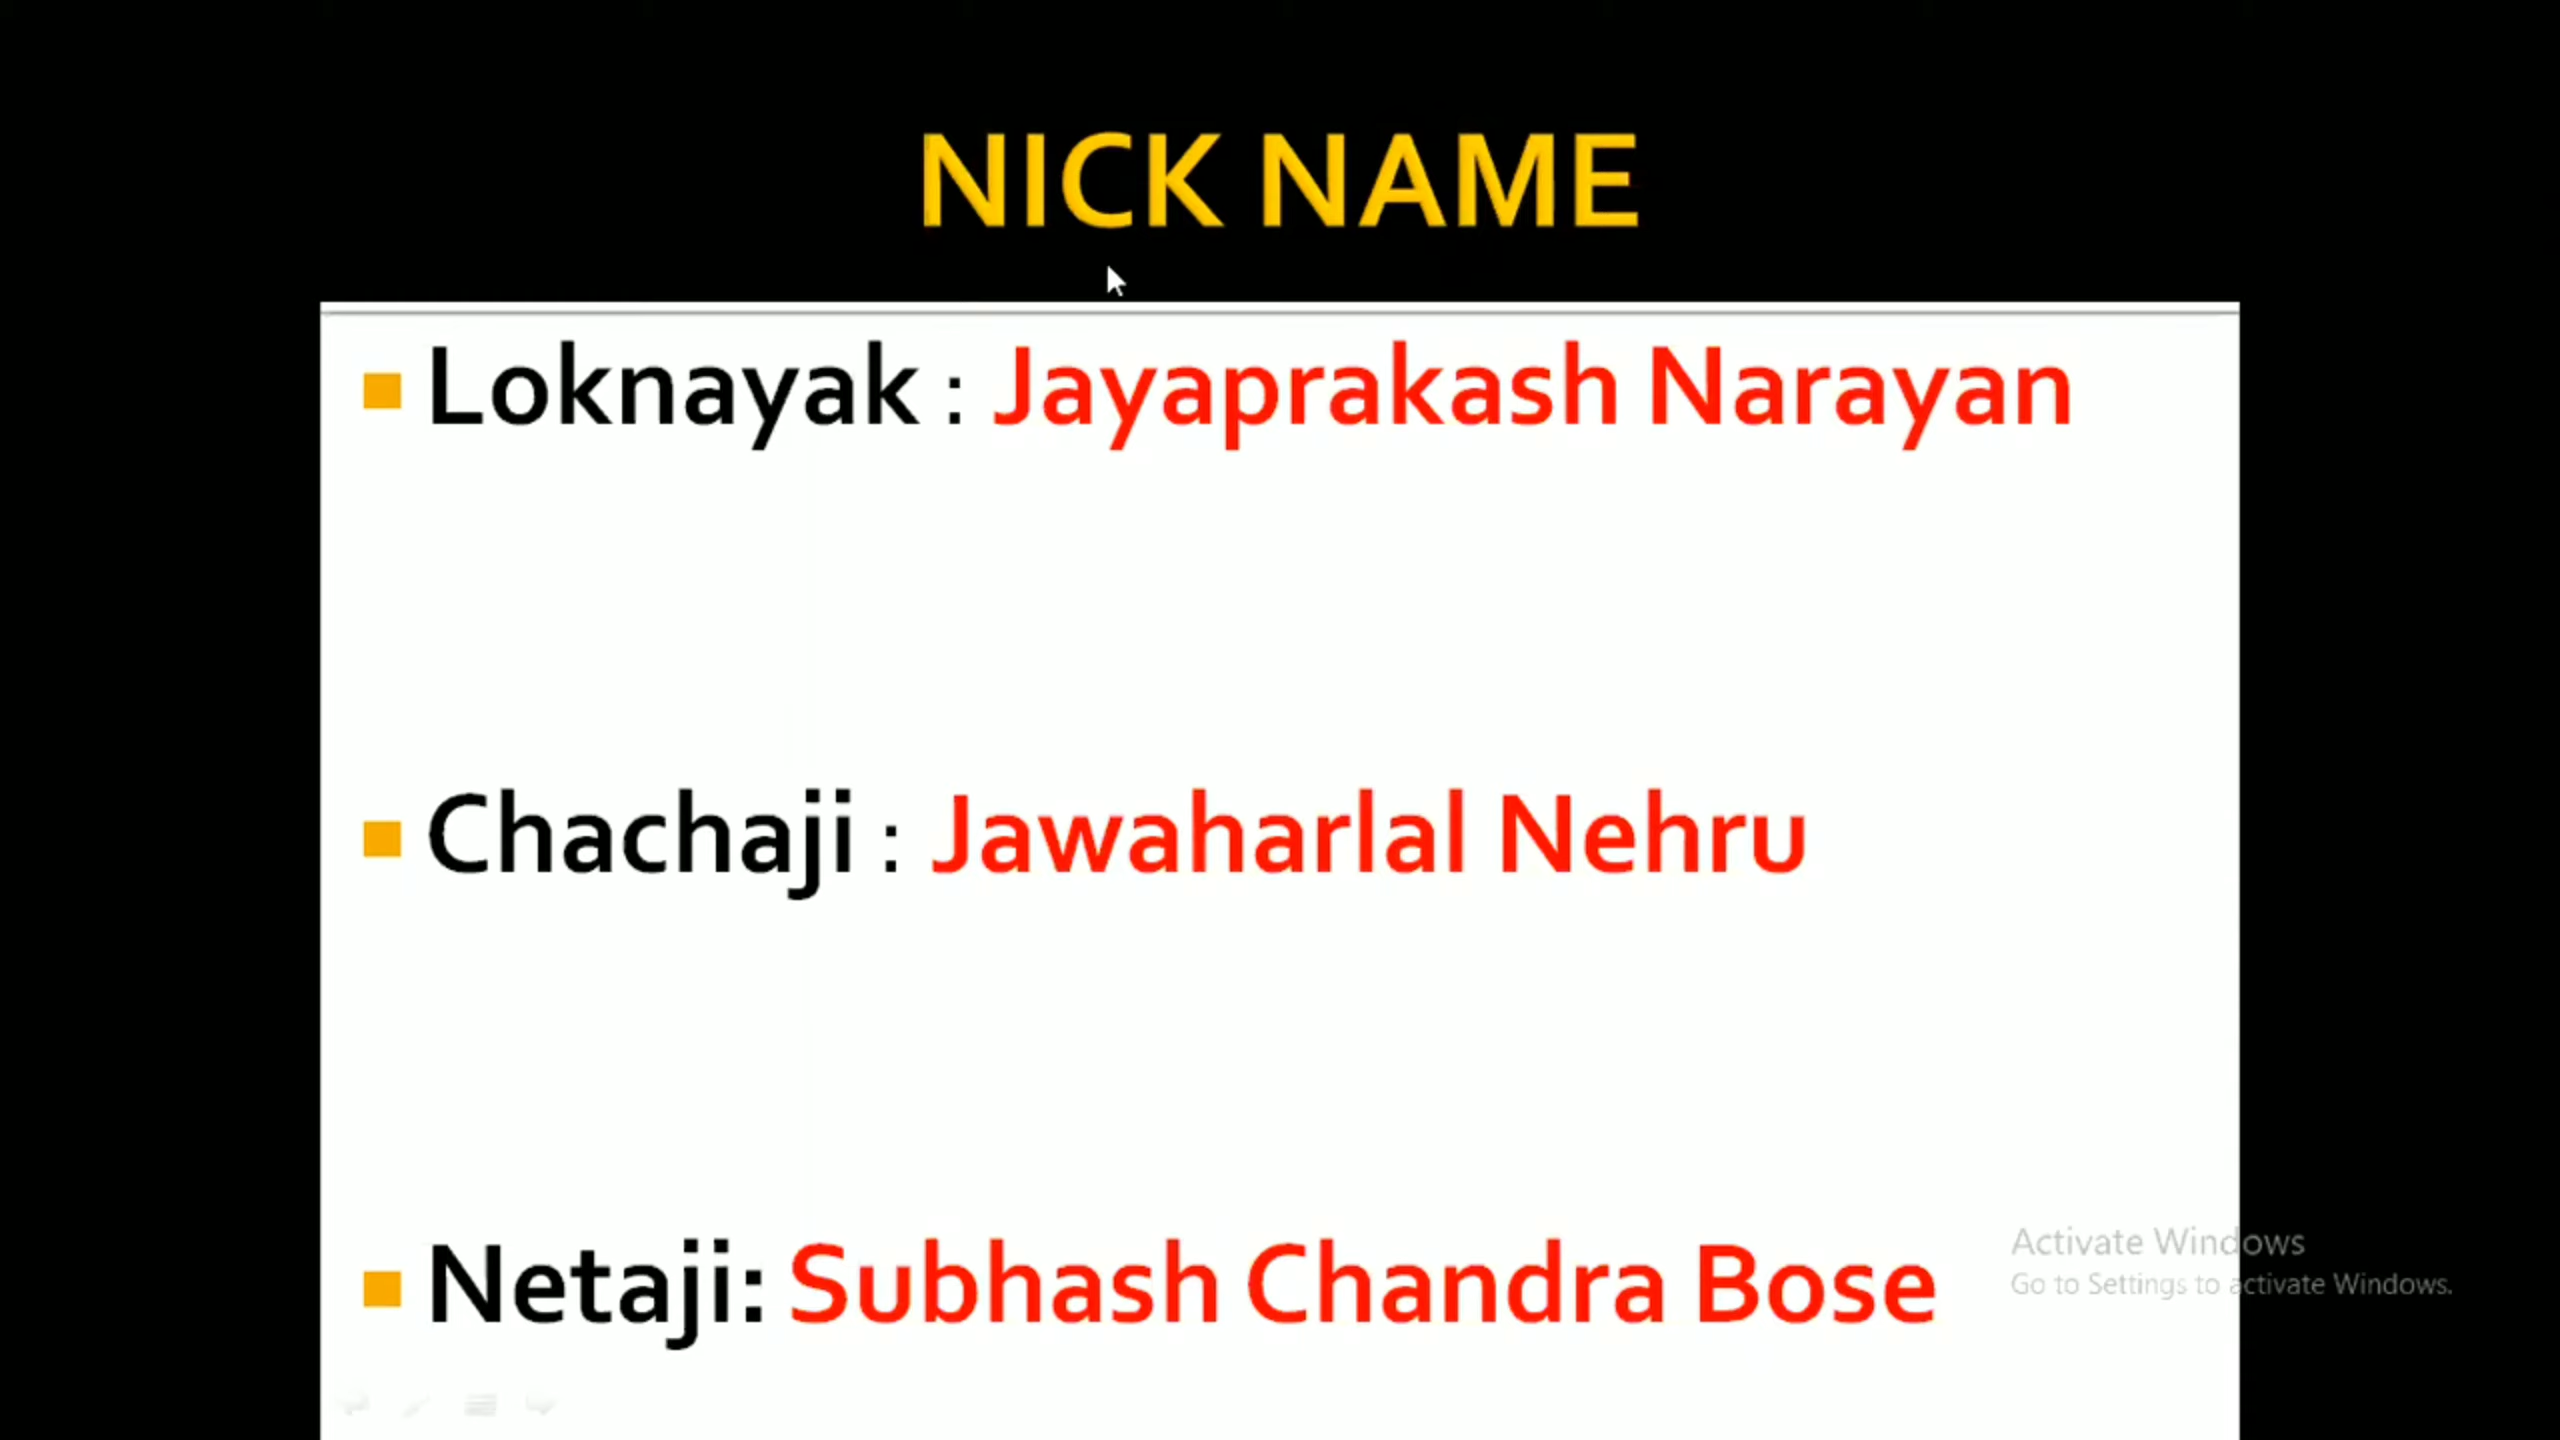 NICK NAME
Loknayak : Jayaprakash Narayan
Chachaji : Jawaharlal Nehru
Netaji: Subhash Chandra Bose
Activate Windows
Go to Settings to activate Windows.